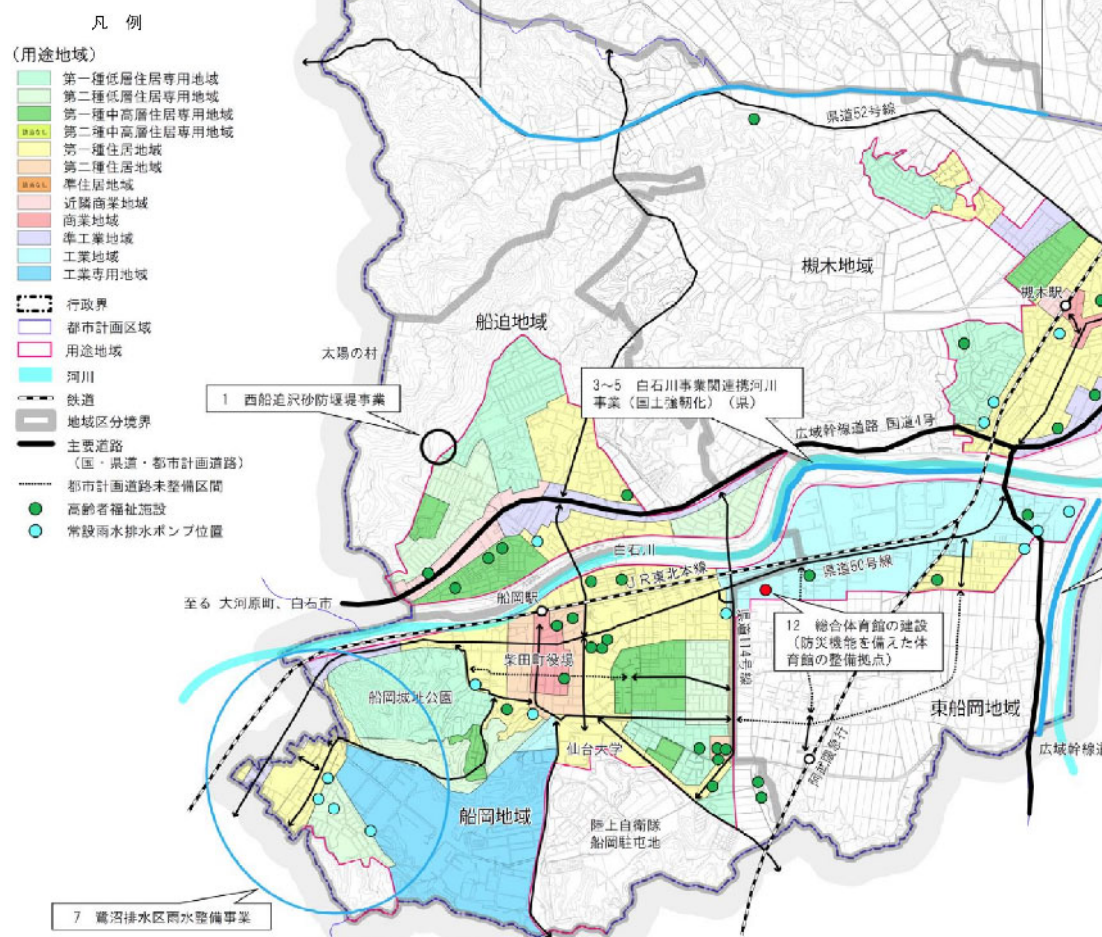 凡 例
(用途地域)
第一種低層住居専用地域
第二種低層住居専用地域
第一種中高層住居専用地域
第二種中高層住居専用地域
第一種住居地域
第二種住居地域
準住居地域
近隣商業地域
商業地域
準工業地域
工業地域
工業専用地域
行政界
都市計画区域
用途地域
河川
鉄道
地域区分境界
主要道路
(国・県道・都市計画道路)
都市計画道路未整備区間
高齢者福祉施設
常設雨水排水ポンプ位置
県道52号線
槻木地域
槻木駅
船迫地域
太陽の村
1 西船迫沢砂防堰堤事業
3~5 白石川事業関連携河川
事業(国土強靭化)(県)
広域幹線道路 国道4号
白石川
JR東北本線
県道50号線
船岡駅
至る 大河原町、白石市
12 総合体育館の建設
(防災機能を備えた体
育館の整備拠点)
県道114号線
柴田町役場
船岡城址公園
東船岡地域
仙台大学
阿武隈急行
広域幹線道
船岡地域
陸上自衛隊
船岡駐屯地
7 鷺沼排水区雨水整備事業